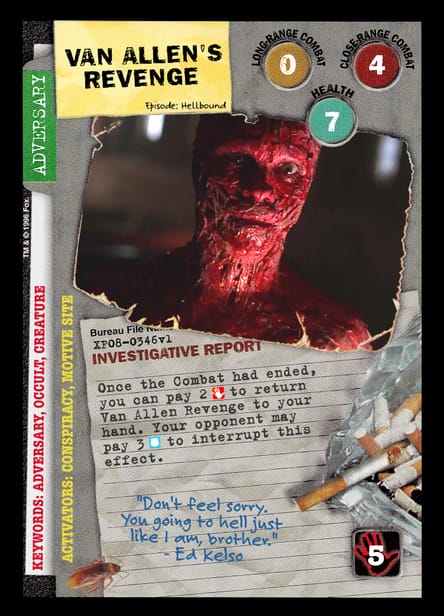 VAN ALLEN'S
REVENGE
Episode: Hellbound
LONG-RANGE COMBAT
0
CLOSE-RANGE COMBAT
4
HEALTH
7
ADVERSARY
TM & © 1996 Fox.
KEYWORDS: ADVERSARY, OCCULT, CREATURE
ACTIVATORS: CONSPIRACY, MOTIVE SITE
Bureau File
XF08-0346v1
INVESTIGATIVE REPORT
Once the Combat had ended,
you can pay 2 to return
Van Allen Revenge to your
hand. Your opponent may
pay 3 to interrupt this
effect.
"Don't feel sorry.
You going to hell just
like I am, brother."
- Ed Kelso
5